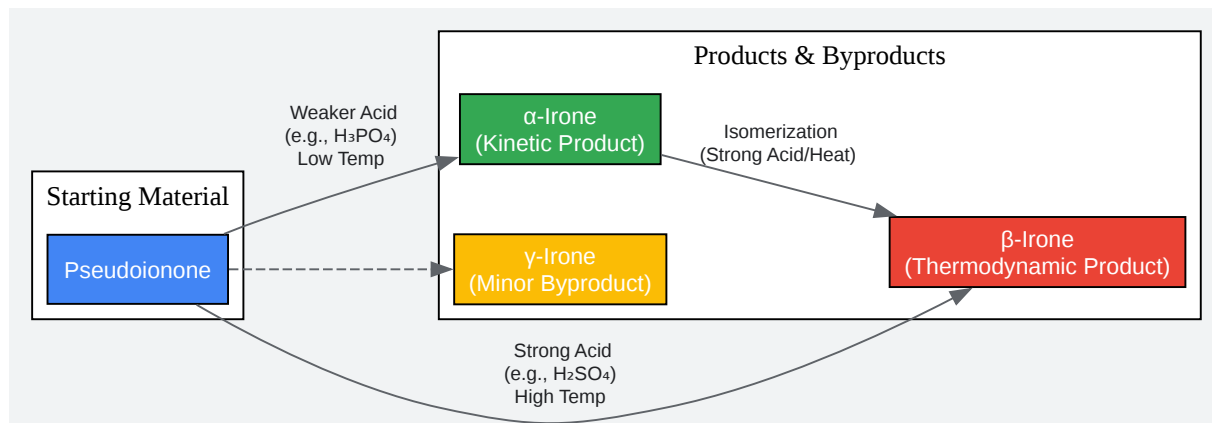 Products & Byproducts
Weaker Acid
(e.g., H₃PO₄)
Low Temp
α-Irone
(Kinetic Product)
Isomerization
(Strong Acid/Heat)
Starting Material
Pseudoionone
γ-Irone
(Minor Byproduct)
β-Irone
(Thermodynamic Product)
Strong Acid
(e.g., H₂SO₄)
High Temp